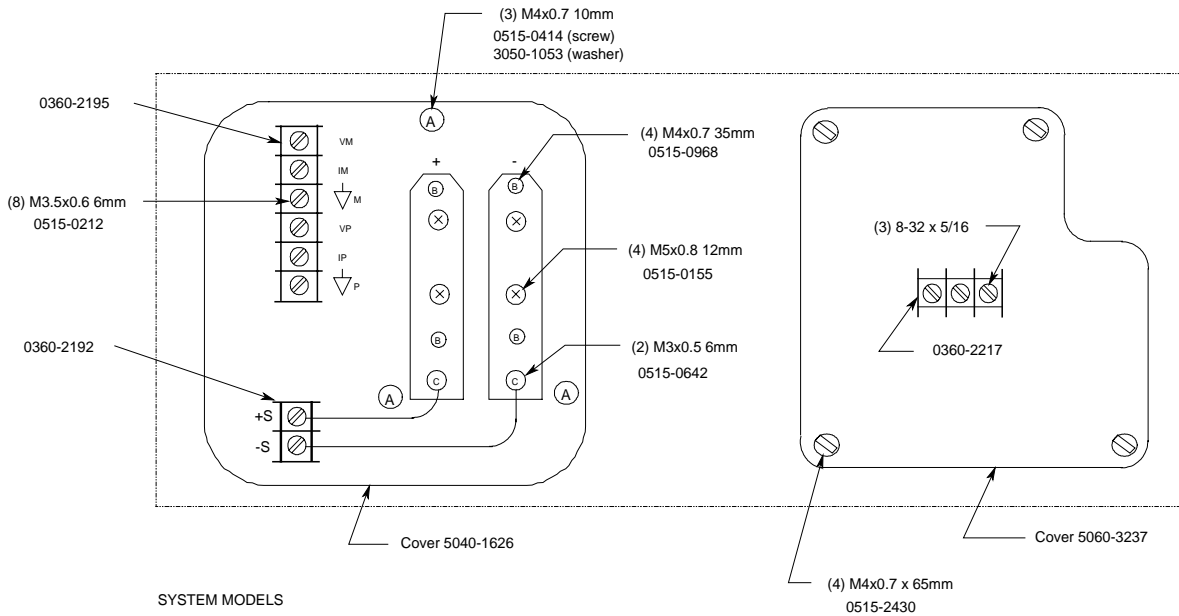 (3) M4x0.7 10mm
0515-0414 (screw)
3050-1053 (washer)
0360-2195
A
VM
IM
M
VP
IP
P
(8) M3.5x0.6 6mm
0515-0212
+
-
B
B
(4) M4x0.7 35mm
0515-0968
(4) M5x0.8 12mm
0515-0155
B
B
C
C
(2) M3x0.5 6mm
0515-0642
A
A
0360-2192
+S
-S
Cover 5040-1626
(3) 8-32 x 5/16
0360-2217
Cover 5060-3237
(4) M4x0.7 x 65mm
0515-2430
SYSTEM MODELS